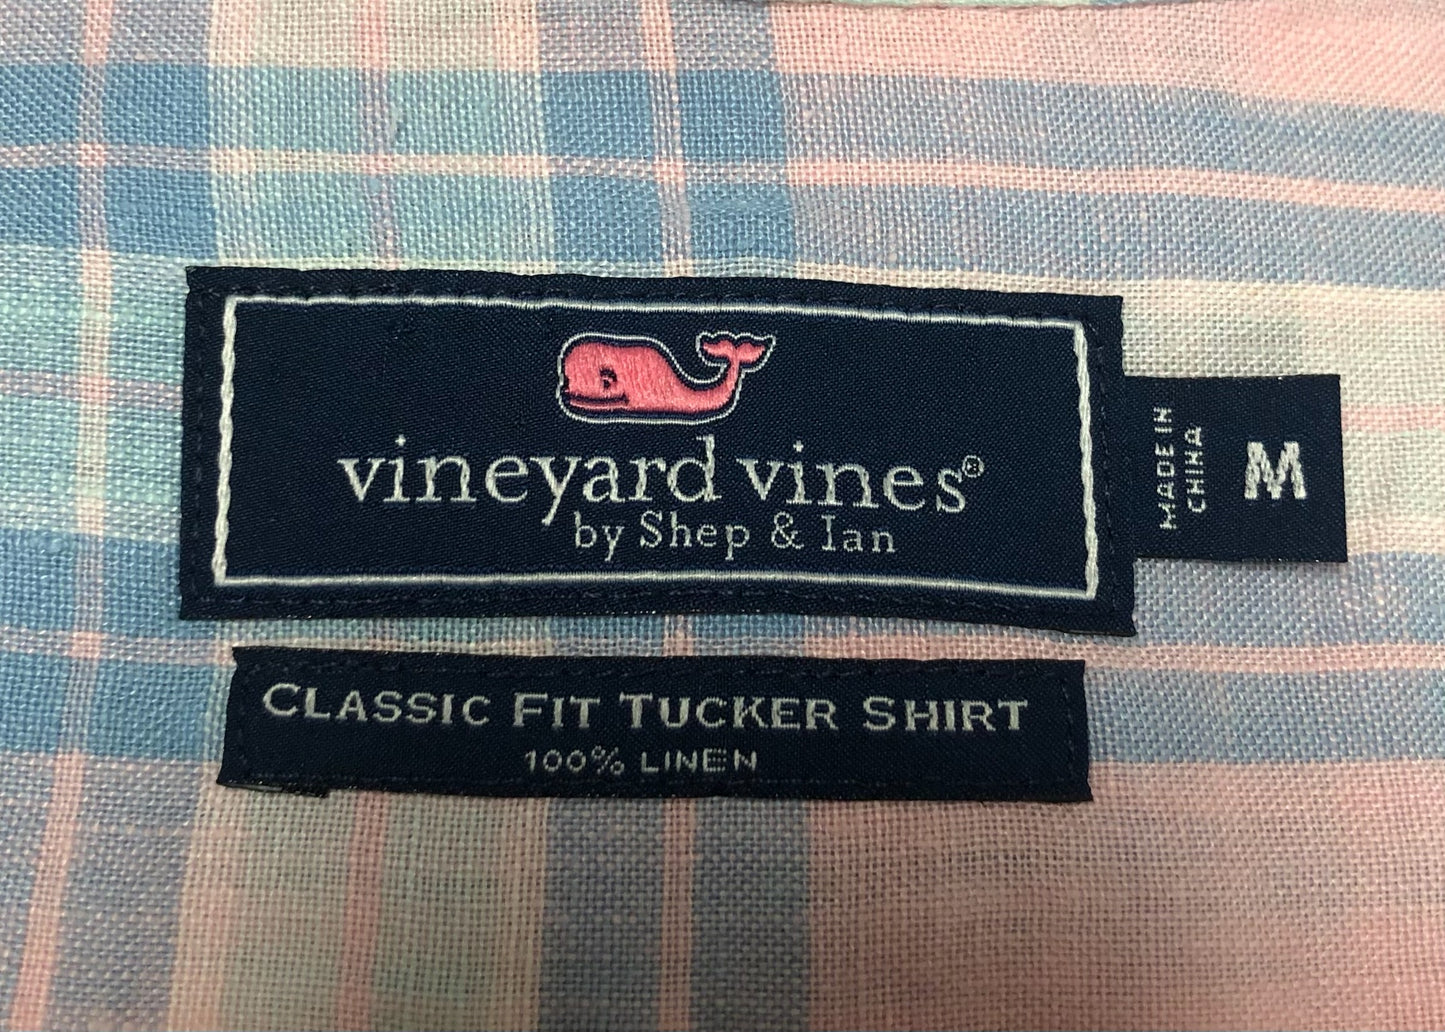 vineyard vines®
by Shep & Ian
MADE IN
CHINA
M
CLASSIC FIT TUCKER SHIRT
100% LINEN